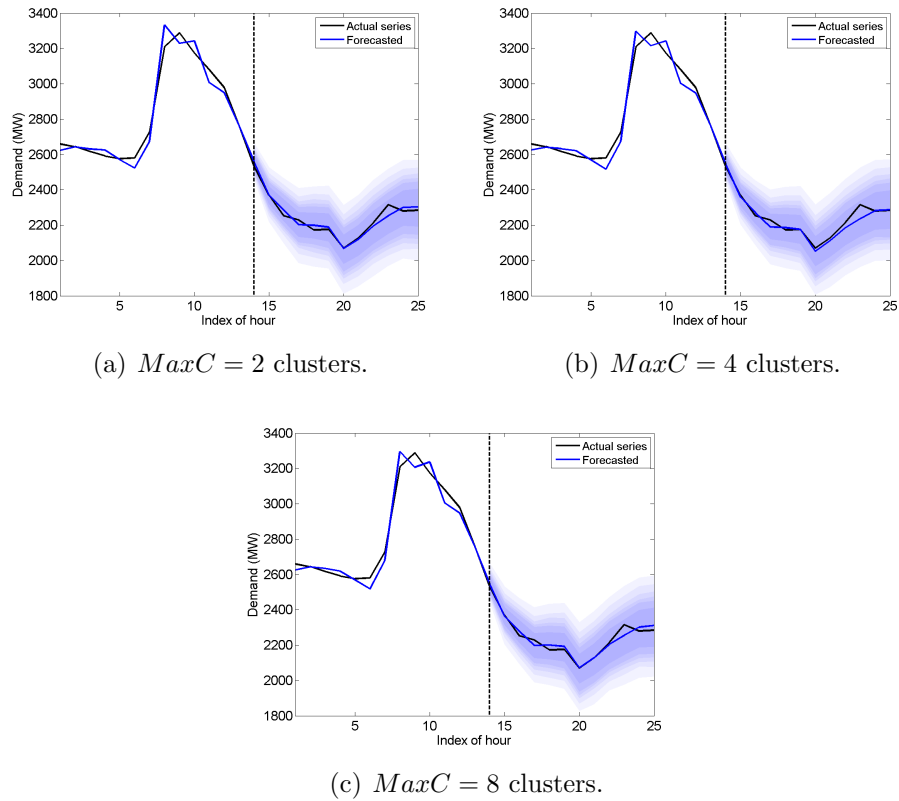 3400
3200
3000
2800
2600
2400
2200
2000
1800
Demand (MW)
5 10 15 20 25
Index of hour
Actual series
Forecasted
(a) MaxC = 2 clusters.
3400
3200
3000
2800
2600
2400
2200
2000
1800
Demand (MW)
5 10 15 20 25
Index of hour
Actual series
Forecasted
(b) MaxC = 4 clusters.
3400
3200
3000
2800
2600
2400
2200
2000
1800
Demand (MW)
5 10 15 20 25
Index of hour
Actual series
Forecasted
(c) MaxC = 8 clusters.